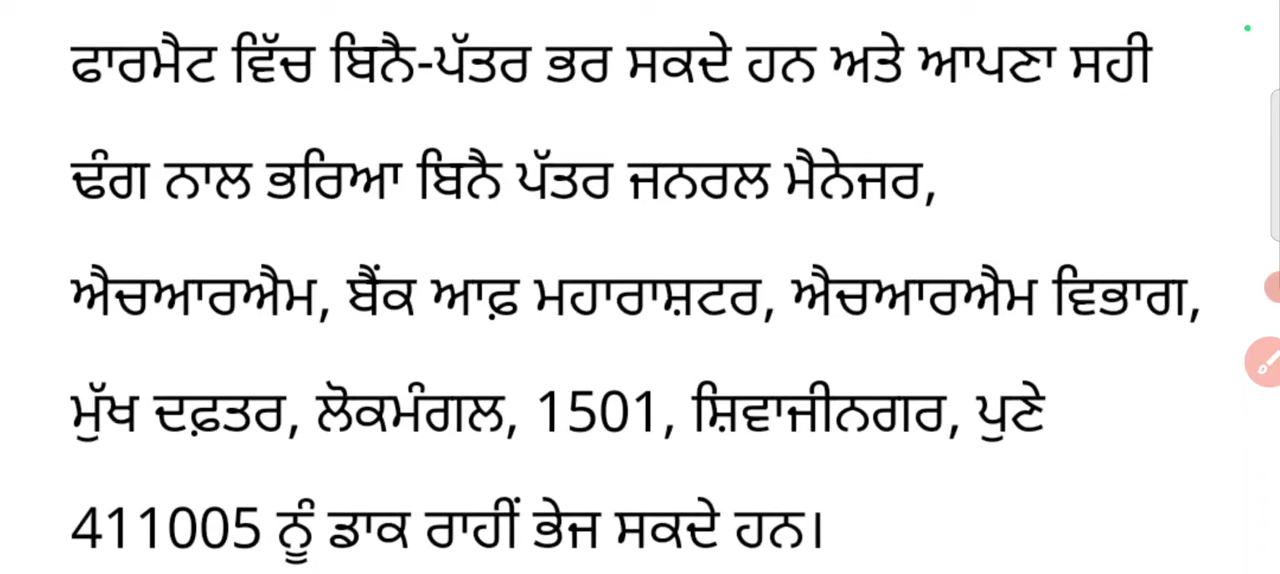 ਫਾਰਮੈਟ ਵਿੱਚ ਬਿਨੈ-ਪੱਤਰ ਭਰ ਸਕਦੇ ਹਨ ਅਤੇ ਆਪਣਾ ਸਹੀ
ਢੰਗ ਨਾਲ ਭਰਿਆ ਬਿਨੈ ਪੱਤਰ ਜਨਰਲ ਮੈਨੇਜਰ,
ਐਚਆਰਐਮ, ਬੈਂਕ ਆਫ਼ ਮਹਾਰਾਸ਼ਟਰ, ਐਚਆਰਐਮ ਵਿਭਾਗ,
ਮੁੱਖ ਦਫ਼ਤਰ, ਲੋਕਮੰਗਲ, 1501, ਸ਼ਿਵਾਜੀਨਗਰ, ਪੁਣੇ
411005 ਨੂੰ ਡਾਕ ਰਾਹੀਂ ਭੇਜ ਸਕਦੇ ਹਨ।